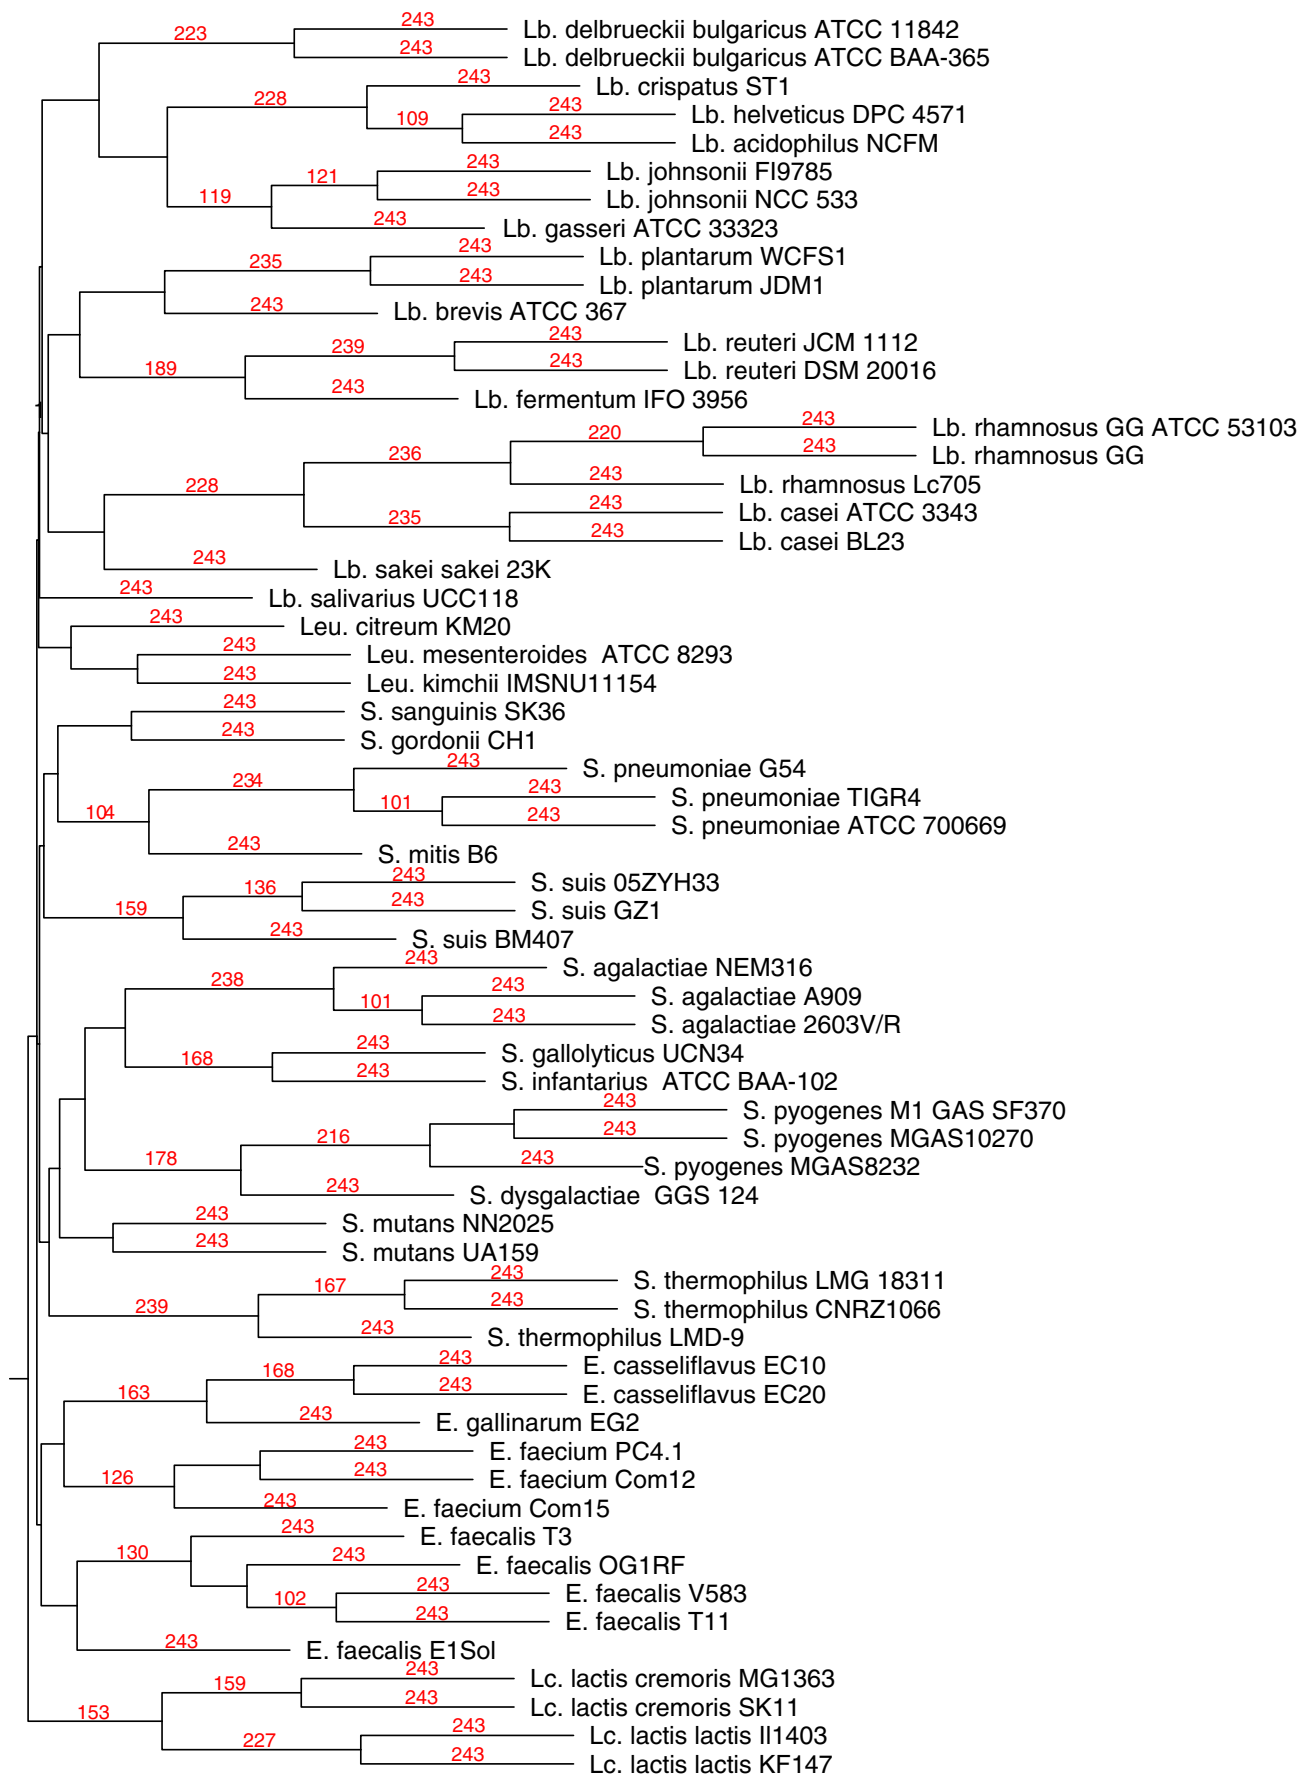 243
223
Lb. delbrueckii bulgaricus ATCC 11842
243
Lb. delbrueckii bulgaricus ATCC BAA-365
243
Lb. crispatus ST1
228
243
Lb. helveticus DPC 4571
109
243
Lb. acidophilus NCFM
243
Lb. johnsonii FI9785
121
243
Lb. johnsonii NCC 533
119
243
Lb. gasseri ATCC 33323
243
Lb. plantarum WCFS1
235
243
Lb. plantarum JDM1
243
Lb. brevis ATCC 367
243
Lb. reuteri JCM 1112
239
243
Lb. reuteri DSM 20016
189
243
Lb. fermentum IFO 3956
243
Lb. rhamnosus GG ATCC 53103
220
243
Lb. rhamnosus GG
236
243
Lb. rhamnosus Lc705
228
243
Lb. casei ATCC 3343
235
243
Lb. casei BL23
243
Lb. sakei sakei 23K
243
Lb. salivarius UCC118
243
Leu. citreum KM20
243
Leu. mesenteroides ATCC 8293
243
Leu. kimchii IMSNU11154
243
S. sanguinis SK36
243
S. gordonii CH1
243
S. pneumoniae G54
234
243
S. pneumoniae TIGR4
101
243
S. pneumoniae ATCC 700669
104
243
S. mitis B6
243
S. suis 05ZYH33
136
243
S. suis GZ1
159
243
S. suis BM407
243
S. agalactiae NEM316
238
243
S. agalactiae A909
101
243
S. agalactiae 2603V/R
243
S. gallolyticus UCN34
168
243
S. infantarius ATCC BAA-102
243
S. pyogenes M1 GAS SF370
243
S. pyogenes MGAS10270
216
243
S. pyogenes MGAS8232
178
243
S. dysgalactiae GGS 124
243
S. mutans NN2025
243
S. mutans UA159
243
S. thermophilus LMG 18311
167
243
S. thermophilus CNRZ1066
239
243
S. thermophilus LMD-9
243
E. casseliflavus EC10
168
243
E. casseliflavus EC20
163
243
E. gallinarum EG2
243
E. faecium PC4.1
243
E. faecium Com12
126
243
E. faecium Com15
243
E. faecalis T3
130
243
E. faecalis OG1RF
243
E. faecalis V583
102
243
E. faecalis T11
243
E. faecalis E1Sol
243
Lc. lactis cremoris MG1363
159
243
Lc. lactis cremoris SK11
153
243
Lc. lactis lactis Il1403
227
243
Lc. lactis lactis KF147